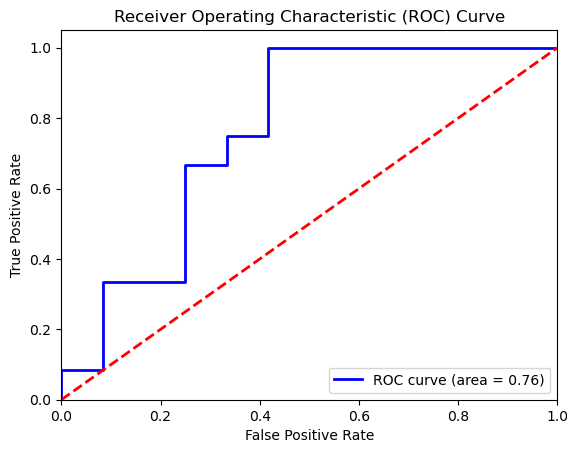 Receiver Operating Characteristic (ROC) Curve
1.0
0.8
0.6
0.4
0.2
0.0
True Positive Rate
ROC curve (area = 0.76)
0.0 0.2 0.4 0.6 0.8 1.0
False Positive Rate